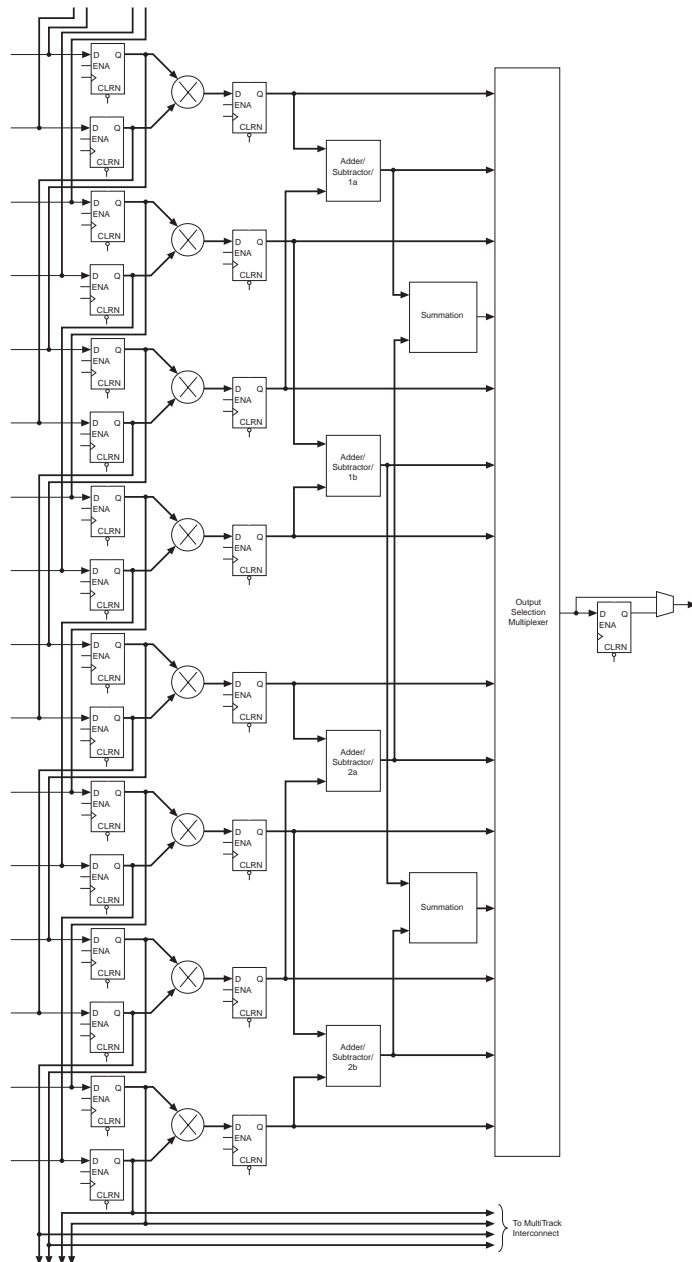 D Q
ENA
CLRN
D Q
ENA
CLRN
D Q
ENA
CLRN
Adder/
Subtractor/
1a
D Q
ENA
CLRN
D Q
ENA
CLRN
D Q
ENA
CLRN
Summation
D Q
ENA
CLRN
D Q
ENA
CLRN
D Q
ENA
CLRN
Adder/
Subtractor/
1b
D Q
ENA
CLRN
D Q
ENA
CLRN
D Q
ENA
CLRN
Output
Selection
Multiplexer
D Q
ENA
CLRN
D Q
ENA
CLRN
D Q
ENA
CLRN
D Q
ENA
CLRN
Adder/
Subtractor/
2a
D Q
ENA
CLRN
D Q
ENA
CLRN
D Q
ENA
CLRN
Summation
D Q
ENA
CLRN
D Q
ENA
CLRN
D Q
ENA
CLRN
Adder/
Subtractor/
2b
D Q
ENA
CLRN
D Q
ENA
CLRN
D Q
ENA
CLRN
To MultiTrack
Interconnect